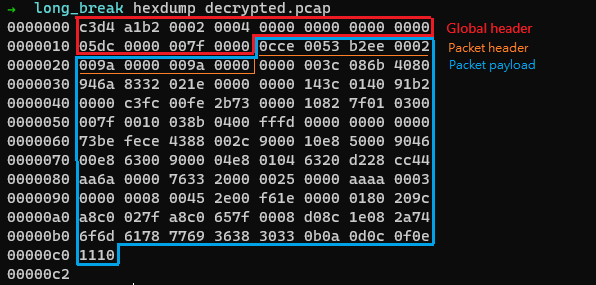 → long_break hexdump decrypted.pcap
0000000 c3d4 a1b2 0002 0004 0000 0000 0000 0000 Global header
0000010 05dc 0000 007f 0000 0cce 0053 b2ee 0002 Packet header
0000020 009a 0000 009a 0000 0000 003c 086b 4080 Packet payload
0000030 946a 8332 021e 0000 0000 143c 0140 91b2
0000040 0000 c3fc 00fe 2b73 0000 1082 7f01 0300
0000050 007f 0010 038b 0400 fffd 0000 0000 0000
0000060 73be fece 4388 002c 9000 10e8 5000 9046
0000070 00e8 6300 9000 04e8 0104 6320 d228 cc44
0000080 aa6a 0000 7633 2000 0025 0000 aaaa 0003
0000090 0000 0008 0045 2e00 f61e 0000 0180 209c
00000a0 a8c0 027f a8c0 657f 0008 d08c 1e08 2a74
00000b0 6f6d 6178 7769 3638 3033 0b0a 0d0c 0f0e
00000c0 1110
00000c2